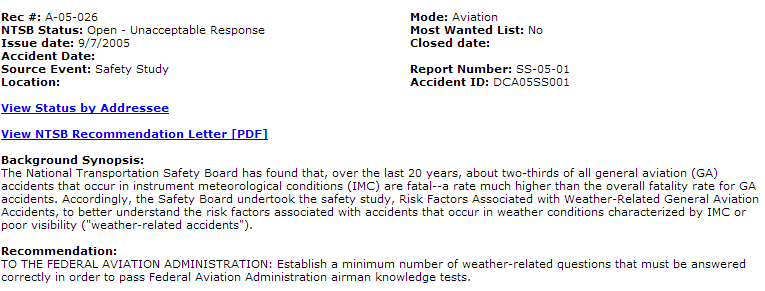 Rec #: A-05-026 Mode: Aviation
NTSB Status: Open - Unacceptable Response Most Wanted List: No
Issue date: 9/7/2005 Closed date:
Accident Date:
Source Event: Safety Study Report Number: SS-05-01
Location: Accident ID: DCA05SS001
View Status by Addressee
View NTSB Recommendation Letter [PDF]
Background Synopsis:
The National Transportation Safety Board has found that, over the last 20 years, about two-thirds of all general aviation (GA)
accidents that occur in instrument meteorological conditions (IMC) are fatal--a rate much higher than the overall fatality rate for GA
accidents. Accordingly, the Safety Board undertook the safety study, Risk Factors Associated with Weather-Related General Aviation
Accidents, to better understand the risk factors associated with accidents that occur in weather conditions characterized by IMC or
poor visibility ("weather-related accidents").
Recommendation:
TO THE FEDERAL AVIATION ADMINISTRATION: Establish a minimum number of weather-related questions that must be answered
correctly in order to pass Federal Aviation Administration airman knowledge tests.